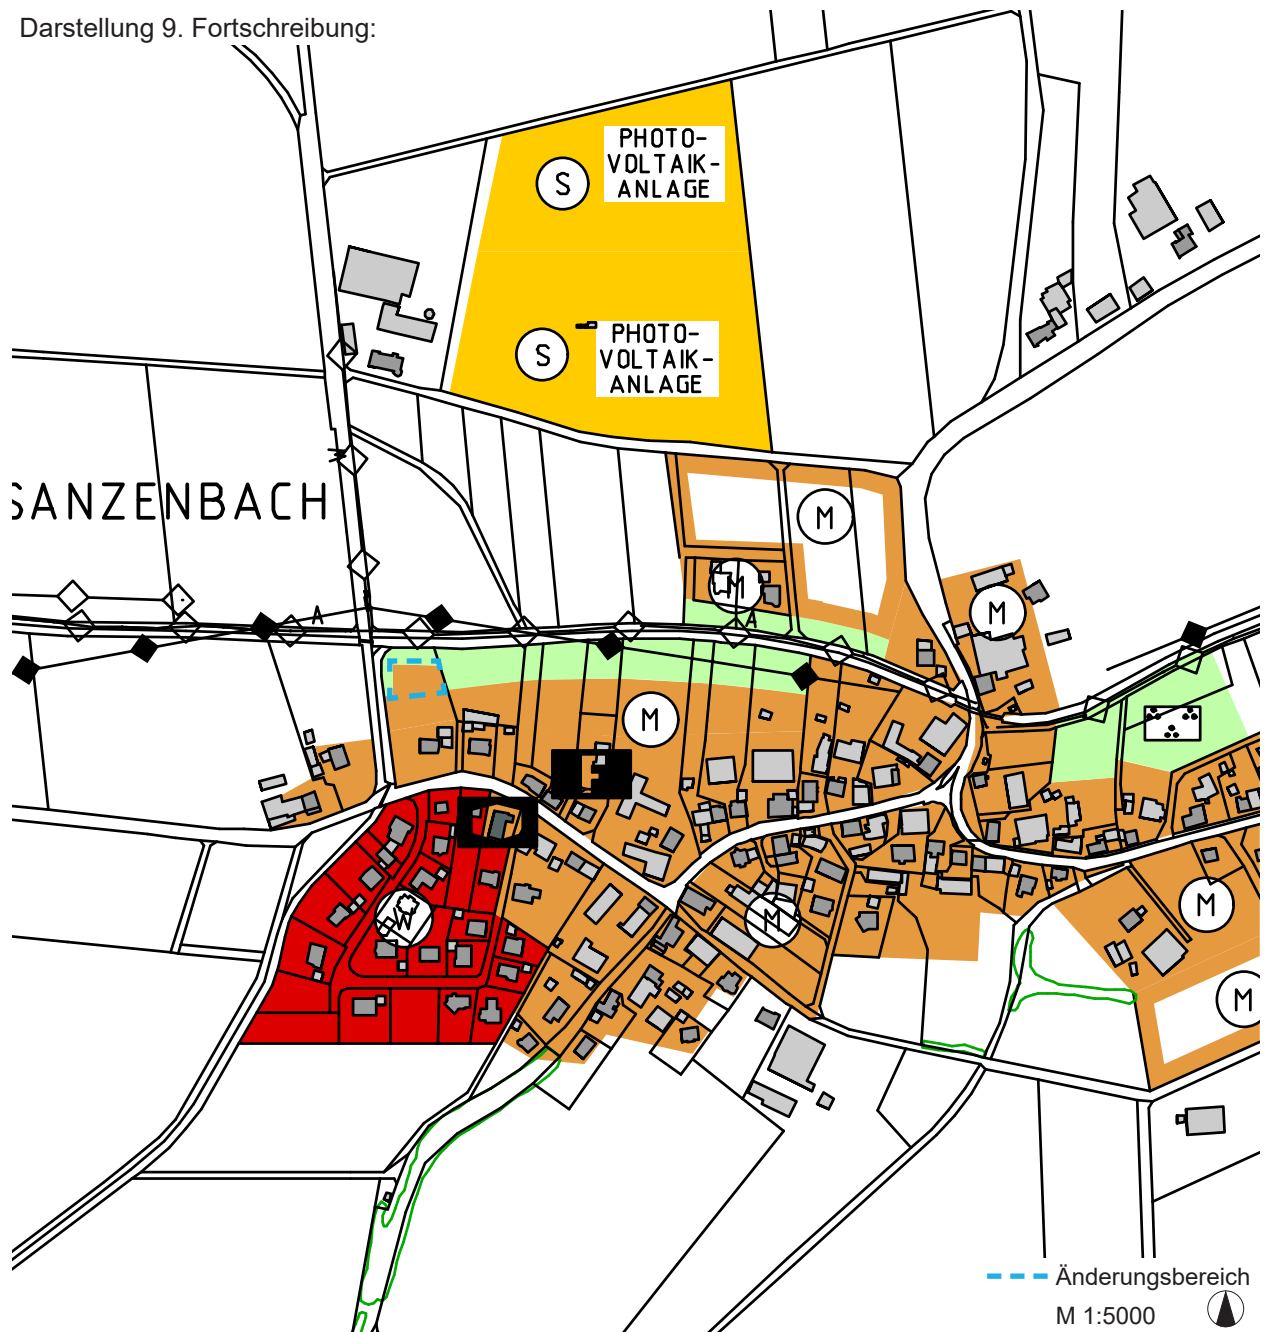 Darstellung 9. Fortschreibung:
PHOTO-
VOLTAIK-
ANLAGE
S
PHOTO-
VOLTAIK-
ANLAGE
S
SANZENBACH
W
M
M
A
A
M
M
F
W
M
M
M
Änderungsbereich
M 1:5000